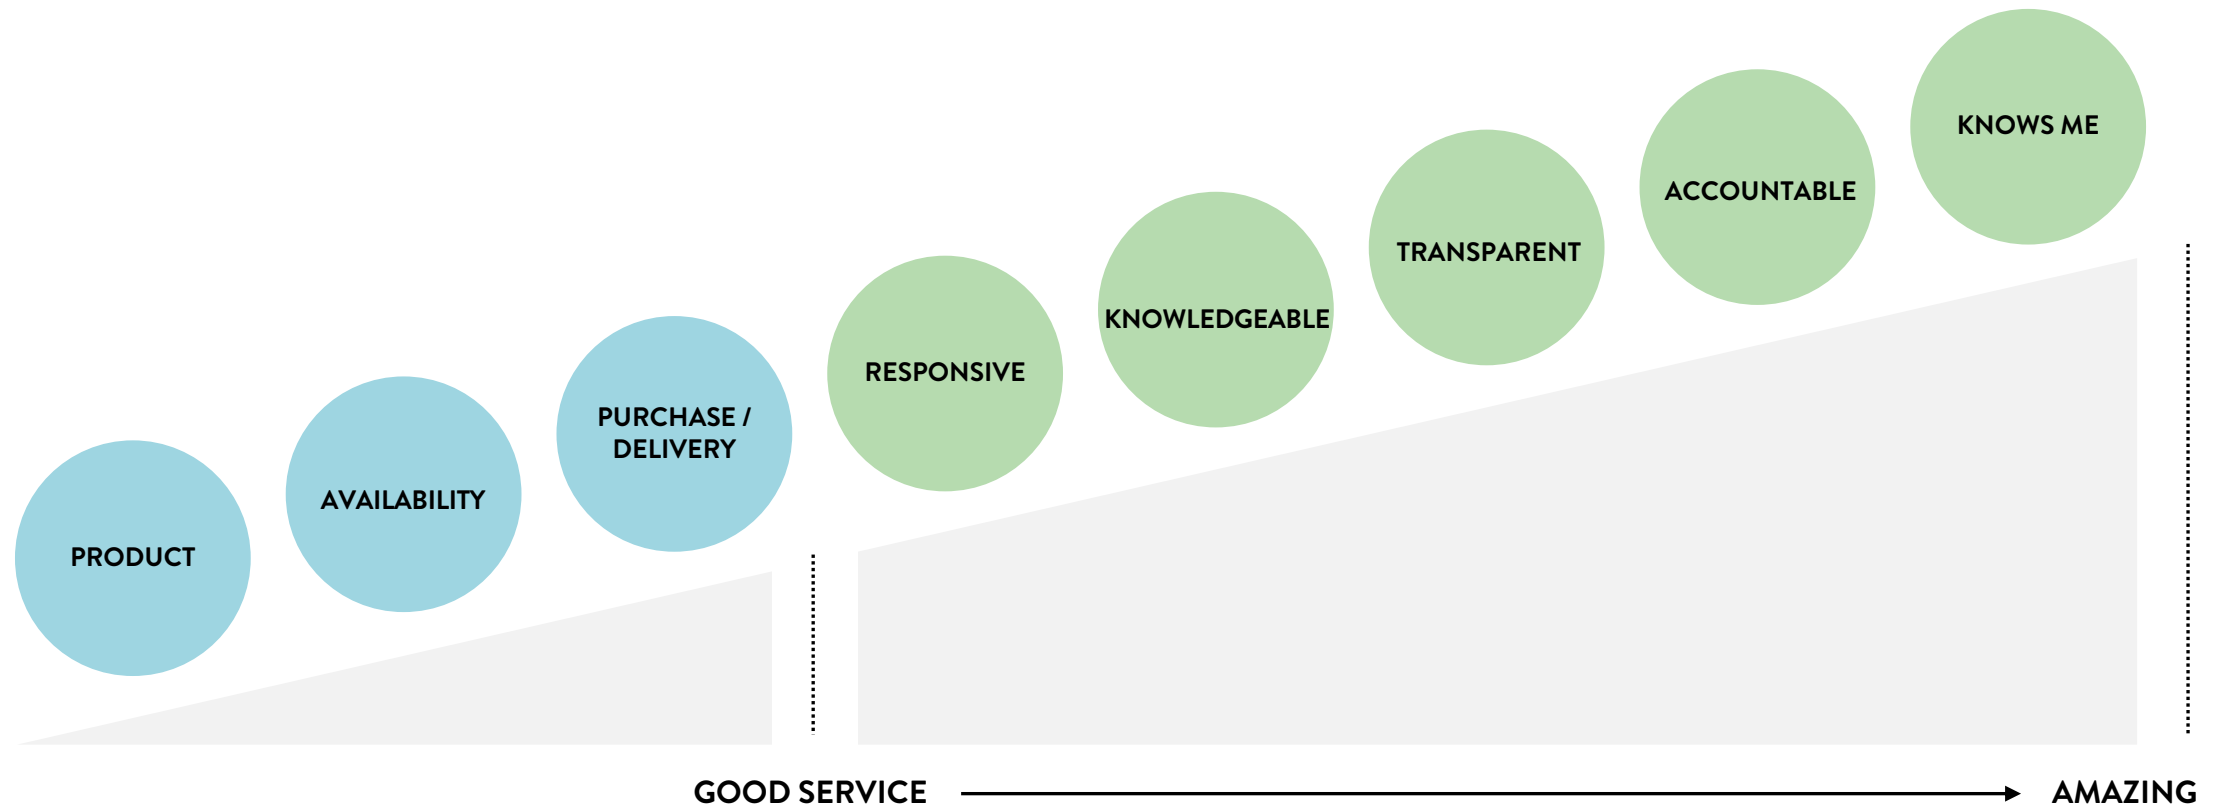 PRODUCT
AVAILABILITY
PURCHASE /
DELIVERY
RESPONSIVE
KNOWLEDGEABLE
TRANSPARENT
ACCOUNTABLE
KNOWS ME
GOOD SERVICE
AMAZING